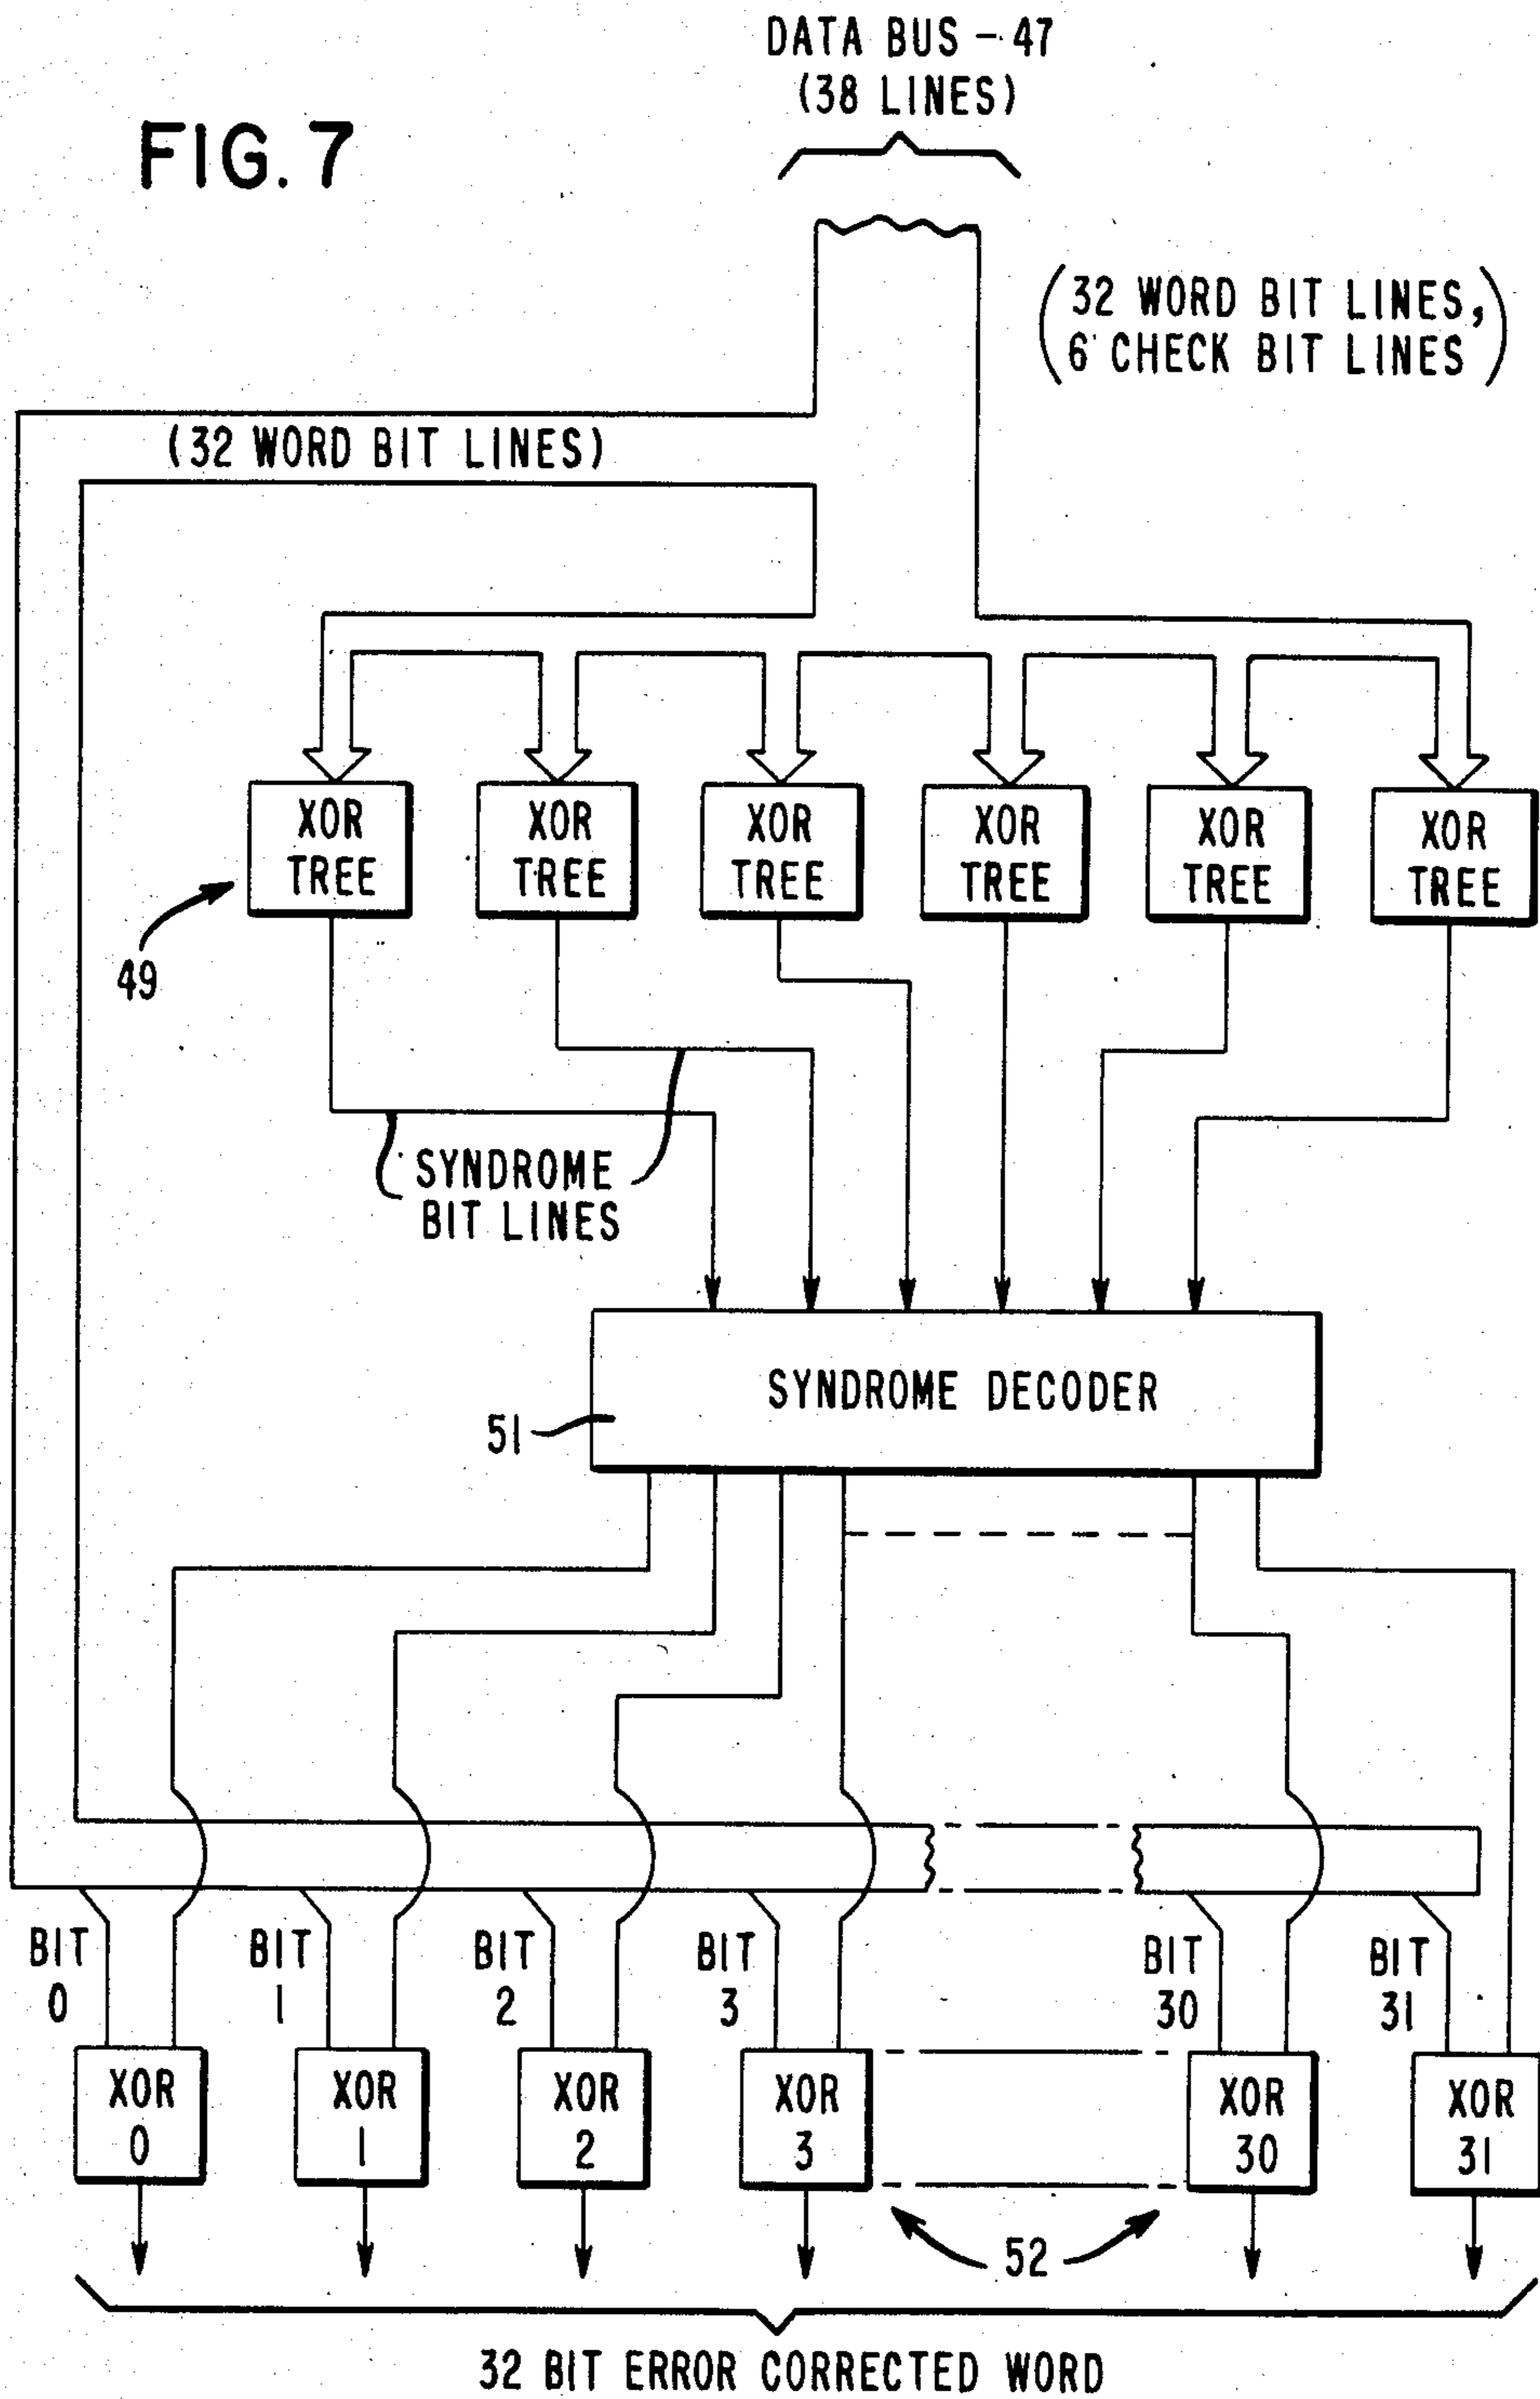 DATA BUS - 47
(38 LINES)
FIG. 7
(32 WORD BIT LINES,
6 CHECK BIT LINES)
(32 WORD BIT LINES)
XOR TREE
XOR TREE
XOR TREE
XOR TREE
XOR TREE
XOR TREE
49
SYNDROME
BIT LINES
SYNDROME DECODER
51
BIT 0
BIT 1
BIT 2
BIT 3
BIT 30
BIT 31
XOR 0
XOR 1
XOR 2
XOR 3
XOR 30
XOR 31
52
32 BIT ERROR CORRECTED WORD